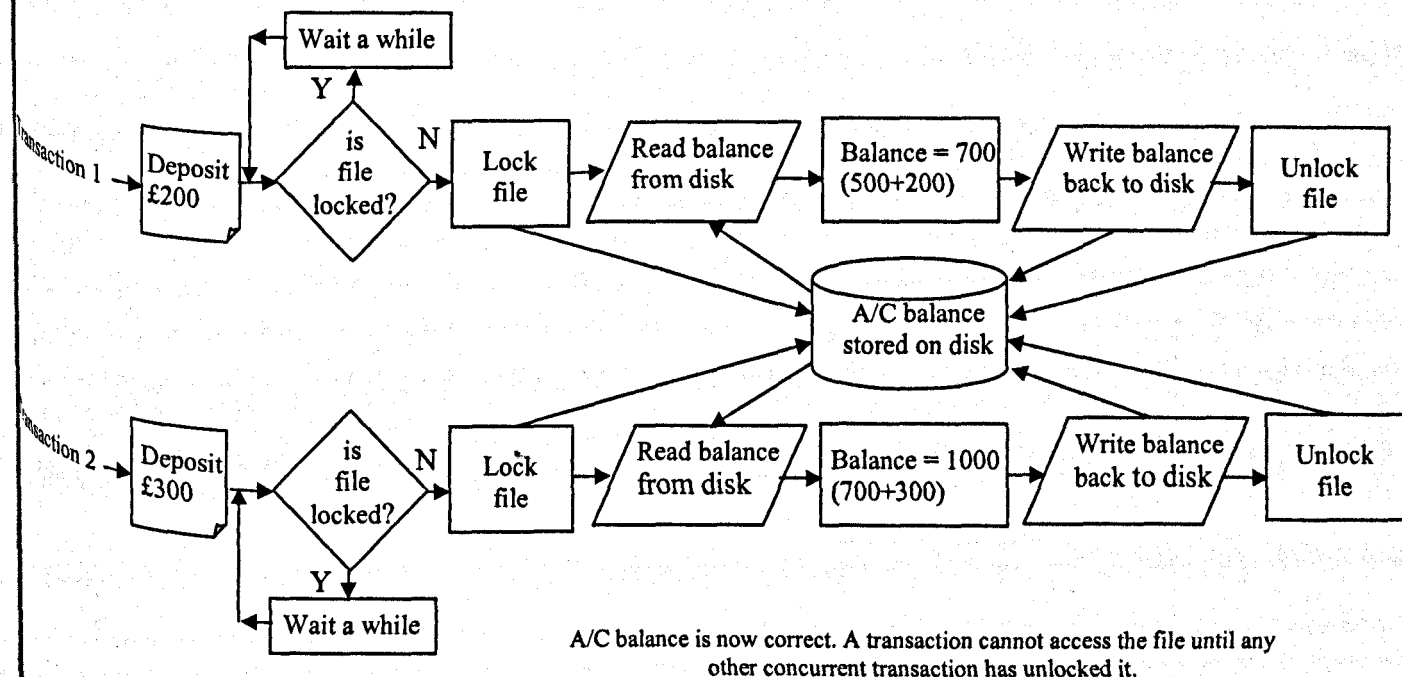 Wait a while
Y
Transaction 1
Deposit
£200
is
file
locked?
N
Lock
file
Read balance
from disk
Balance = 700
(500+200)
Write balance
back to disk
Unlock
file
A/C balance
stored on disk
Transaction 2
Deposit
£300
is
file
locked?
N
Lock
file
Read balance
from disk
Balance = 1000
(700+300)
Write balance
back to disk
Unlock
file
Y
Wait a while
A/C balance is now correct. A transaction cannot access the file until any
other concurrent transaction has unlocked it.